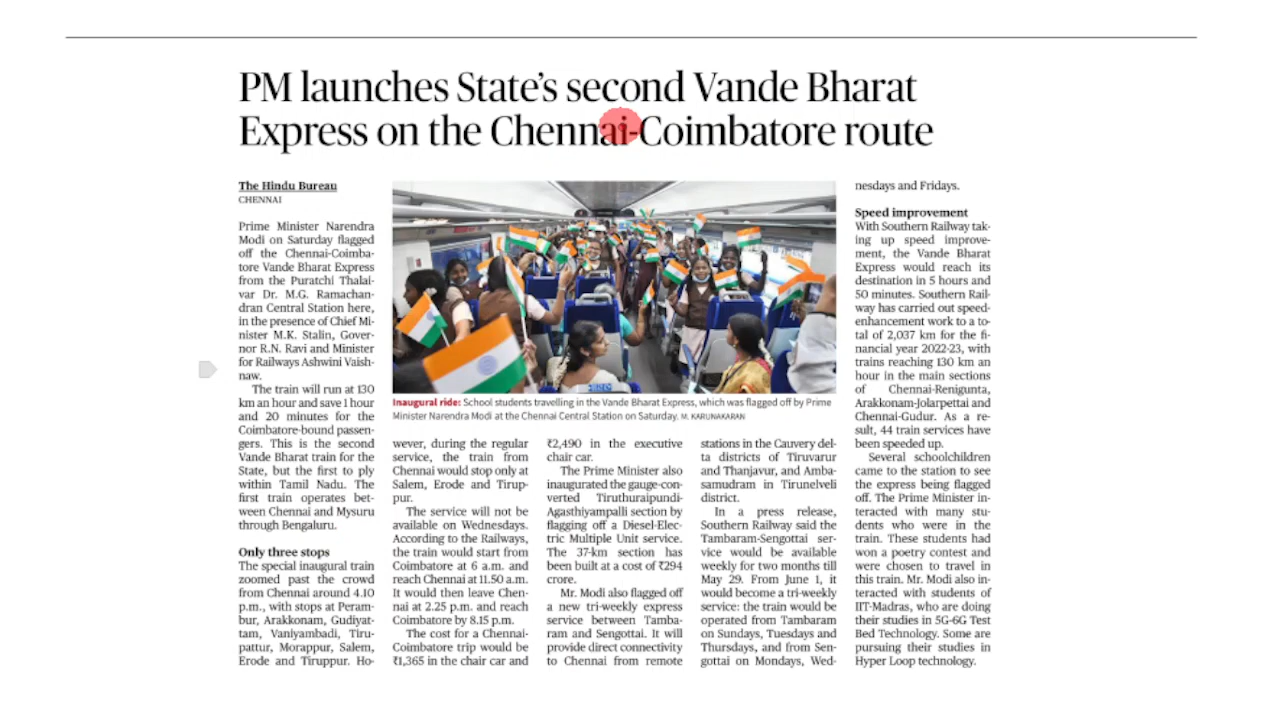 PM launches State's second Vande Bharat
Express on the Chennai-Coimbatore route
The Hindu Bureau
CHENNAI
Prime Minister Narendra
Modi on Saturday flagged
off the Chennai-Coimba-
tore Vande Bharat Express
from the Puratchi Thalai-
var Dr. M.G. Ramachan-
dran Central Station here,
in the presence of Chief Mi-
nister M.K. Stalin, Gover-
nor R.N. Ravi and Minister
for Railways Ashwini Vaish-
naw.
The train will run at 130
km an hour and save 1 hour
and 20 minutes for the
Coimbatore-bound passen-
gers. This is the second
Vande Bharat train for the
State, but the first to ply
within Tamil Nadu. The
first train operates bet-
ween Chennai and Mysuru
through Bengaluru.
Only three stops
The special inaugural train
zoomed past the crowd
from Chennai around 4.10
p.m., with stops at Peram-
bur, Arakkonam, Gudiyat-
tam, Vaniyambadi, Tiru-
pattur, Morappur, Salem,
Erode and Tiruppur. Ho-
Inaugural ride: School students travelling in the Vande Bharat Express, which was flagged off by Prime
Minister Narendra Modi at the Chennai Central Station on Saturday. M. KARUNAKARAN
wever, during the regular
service, the train from
Chennai would stop only at
Salem, Erode and Tirup-
pur.
The service will not be
available on Wednesdays.
According to the Railways,
the train would start from
Coimbatore at 6 a.m. and
reach Chennai at 11.50 a.m.
It would then leave Chen-
nai at 2.25 p.m. and reach
Coimbatore by 8.15 p.m.
The cost for a Chennai-
Coimbatore trip would be
₹1,365 in the chair car and
₹2,490 in the executive
chair car.
The Prime Minister also
inaugurated the gauge-con-
verted Tiruthuraipundi-
Agasthiyampalli section by
flagging off a Diesel-Elec-
tric Multiple Unit service.
The 37-km section has
been built at a cost of ₹294
crore.
Mr. Modi also flagged off
a new tri-weekly express
service between Tamba-
ram and Sengottai. It will
provide direct connectivity
to Chennai from remote
stations in the Cauvery del-
ta districts of Tiruvarur
and Thanjavur, and Amba-
samudram in Tirunelveli
district.
In a press release,
Southern Railway said the
Tambaram-Sengottai ser-
vice would be available
weekly for two months till
May 29. From June 1, it
would become a tri-weekly
service: the train would be
operated from Tambaram
on Sundays, Tuesdays and
Thursdays, and from Sen-
gottai on Mondays, Wed-
nesdays and Fridays.
Speed improvement
With Southern Railway tak-
ing up speed improve-
ment, the Vande Bharat
Express would reach its
destination in 5 hours and
50 minutes. Southern Rail-
way has carried out speed-
enhancement work to a to-
tal of 2,037 km for the fi-
nancial year 2022-23, with
trains reaching 130 km an
hour in the main sections
of Chennai-Renigunta,
Arakkonam-Jolarpettai and
Chennai-Gudur. As a re-
sult, 44 train services have
been speeded up.
Several schoolchildren
came to the station to see
the express being flagged
off. The Prime Minister in-
teracted with many stu-
dents who were in the
train. These students had
won a poetry contest and
were chosen to travel in
this train. Mr. Modi also in-
teracted with students of
IIT-Madras, who are doing
their studies in 5G-6G Test
Bed Technology. Some are
pursuing their studies in
Hyper Loop technology.